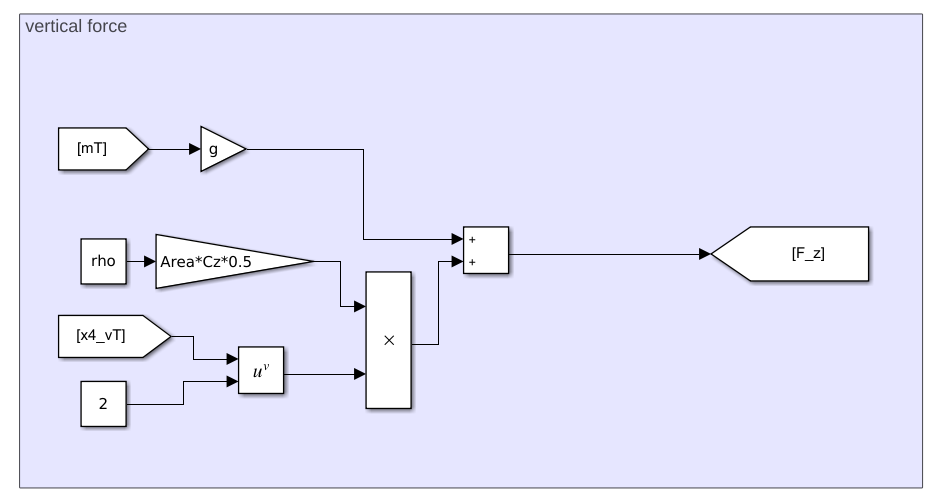 vertical force
[mT]
g
+
+
[F_z]
rho
Area*Cz*0.5
×
[x4_vT]
u^v
2